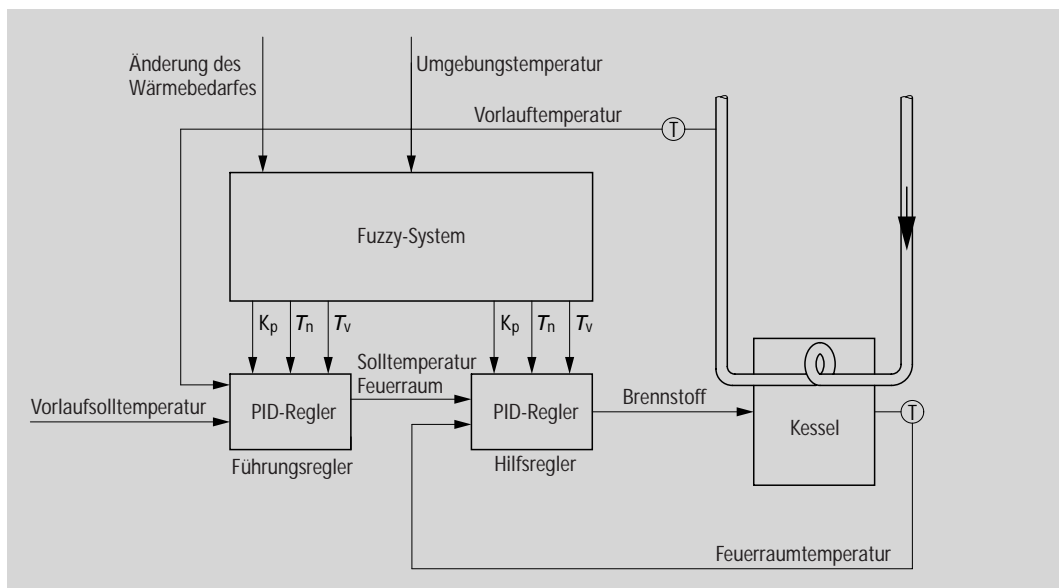 Änderung des
Wärmebedarfes
Umgebungstemperatur
Vorlauftemperatur
T
Fuzzy-System
Kp Tn Tv
Kp Tn Tv
Solltemperatur
Feuerraum
Vorlaufsolltemperatur
PID-Regler
PID-Regler
Brennstoff
T
Kessel
Führungsregler
Hilfsregler
Feuerraumtemperatur